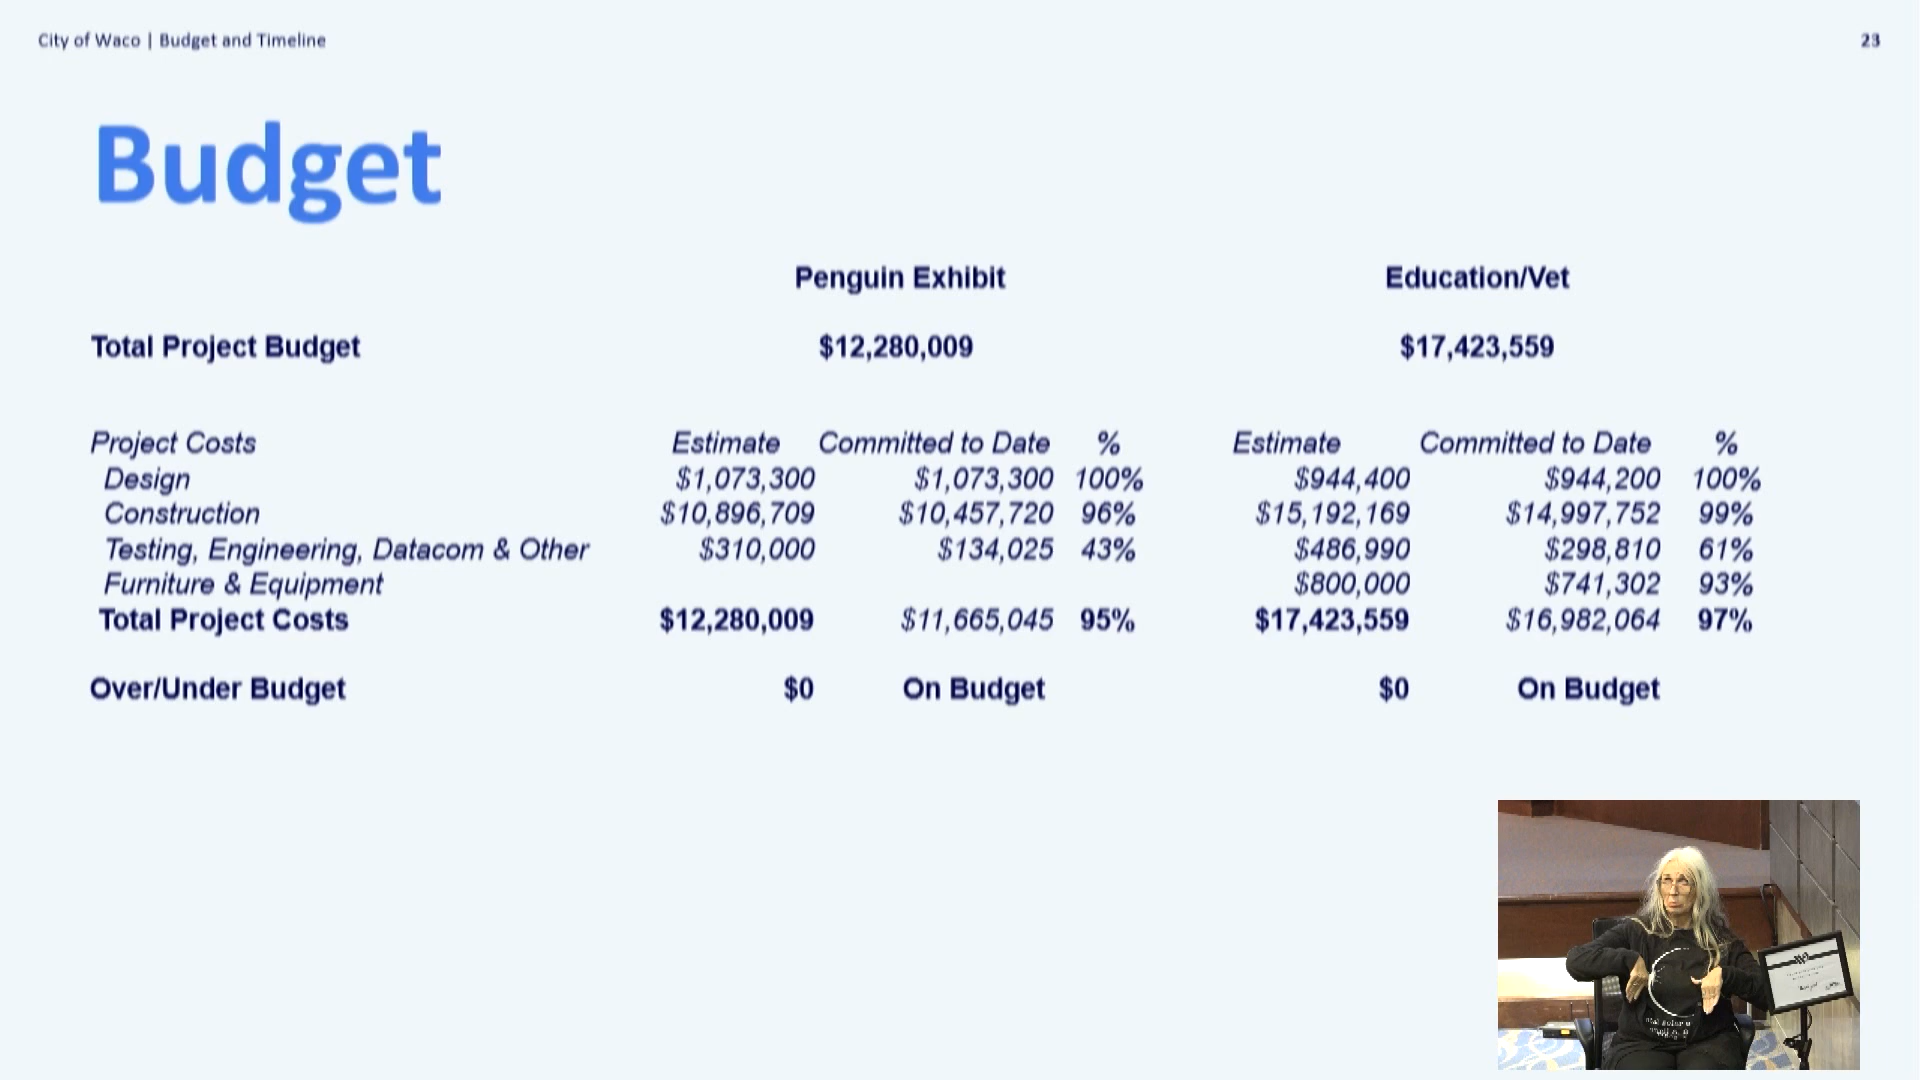 City of Waco | Budget and Timeline 23
Budget
Penguin Exhibit Education/Vet
Total Project Budget $12,280,009 $17,423,559
Project Costs Estimate Committed to Date % Estimate Committed to Date %
Design $1,073,300 $1,073,300 100% $944,400 $944,200 100%
Construction $10,896,709 $10,457,720 96% $15,192,169 $14,997,752 99%
Testing, Engineering, Datacom & Other $310,000 $134,025 43% $486,990 $298,810 61%
Furniture & Equipment $800,000 $741,302 93%
Total Project Costs $12,280,009 $11,665,045 95% $17,423,559 $16,982,064 97%
Over/Under Budget $0 On Budget $0 On Budget